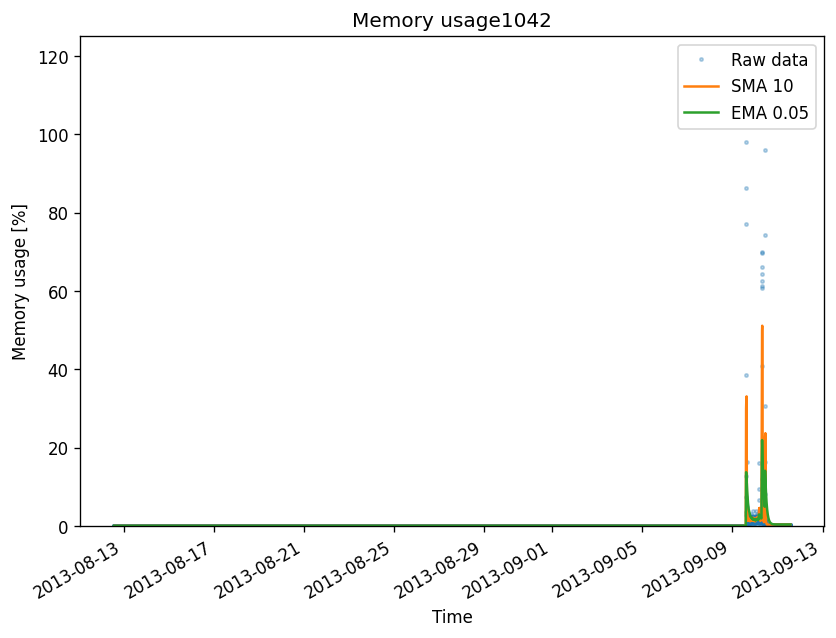 Memory usage1042
Raw data
SMA 10
EMA 0.05
Memory usage [%]
120
100
80
60
40
20
0
2013-08-13
2013-08-17
2013-08-21
2013-08-25
2013-08-29
2013-09-01
2013-09-05
2013-09-09
2013-09-13
Time